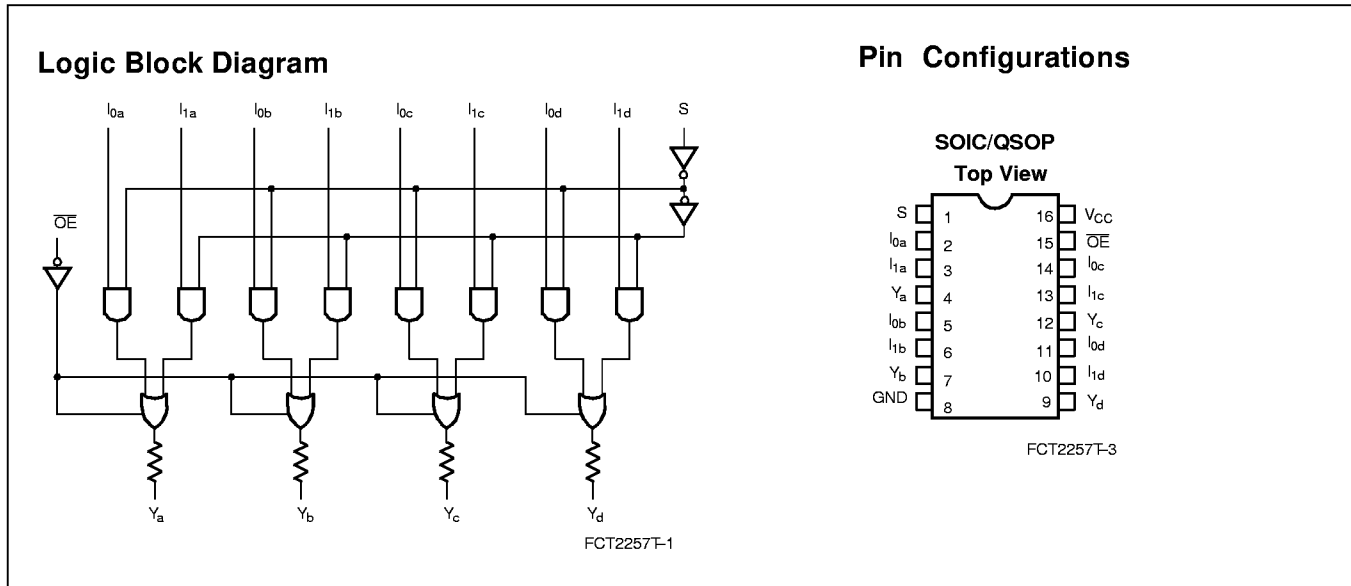 Logic Block Diagram
I0a I1a I0b I1b I0c I1c I0d I1d S
OE
Ya Yb Yc Yd
FCT2257T–1
Pin Configurations
SOIC/QSOP
Top View
S 1 16 VCC
I0a 2 15 OE
I1a 3 14 I0c
Ya 4 13 I1c
I0b 5 12 Yc
I1b 6 11 I0d
Yb 7 10 I1d
GND 8 9 Yd
FCT2257T–3